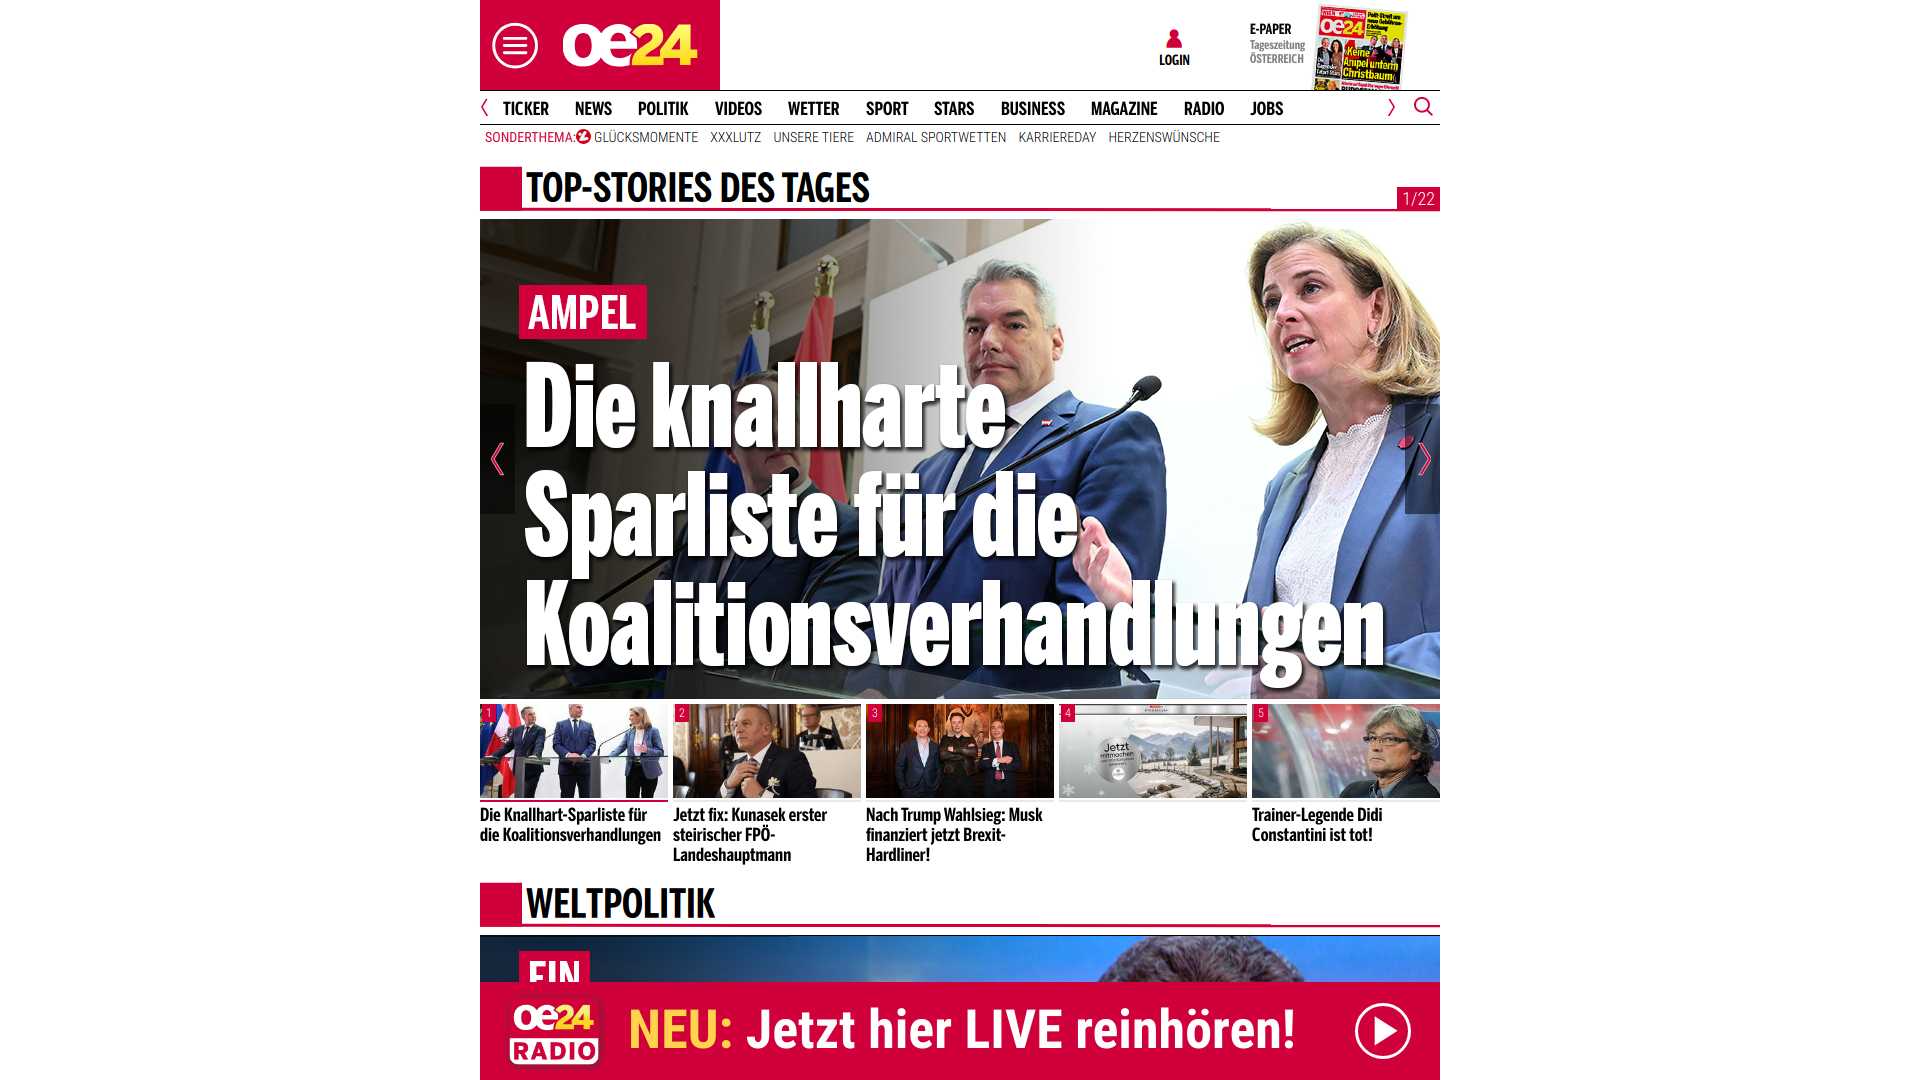 oe24
LOGIN
E-PAPER
Tageszeitung
ÖSTERREICH
oe24
Keine
Ampel unterm
Christbaum
TICKER NEWS POLITIK VIDEOS WETTER SPORT STARS BUSINESS MAGAZINE RADIO JOBS
SONDERTHEMA: GLÜCKSMOMENTE XXXLUTZ UNSERE TIERE ADMIRAL SPORTWETTEN KARRIEREDAY HERZENSWÜNSCHE
TOP-STORIES DES TAGES
1/22
AMPEL
Die knallharte
Sparliste für die
Koalitionsverhandlungen
1
2
3
4
5
Jetzt
mitmachen
Die Knallhart-Sparliste für
die Koalitionsverhandlungen
Jetzt fix: Kunasek erster
steirischer FPÖ-
Landeshauptmann
Nach Trump Wahlsieg: Musk
finanziert jetzt Brexit-
Hardliner!
Trainer-Legende Didi
Constantini ist tot!
WELTPOLITIK
EIN
oe24
RADIO
NEU: Jetzt hier LIVE reinhören!